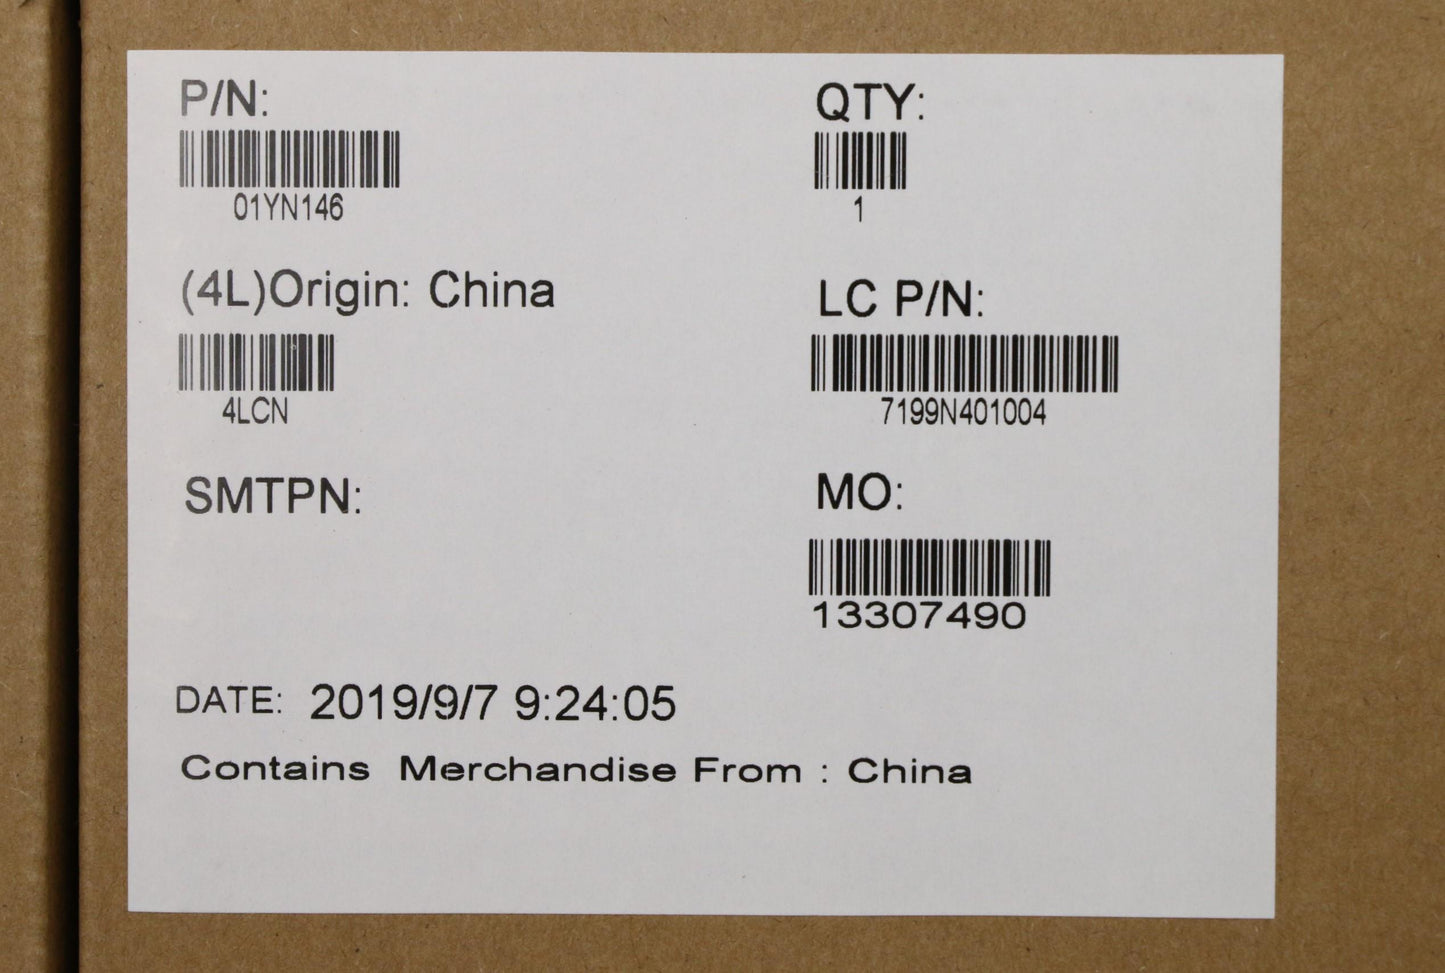 P/N:
01YN146
QTY:
1
(4L)Origin: China
4LCN
LC P/N:
7199N401004
SMTPN:
MO:
13307490
DATE: 2019/9/7 9:24:05
Contains Merchandise From : China